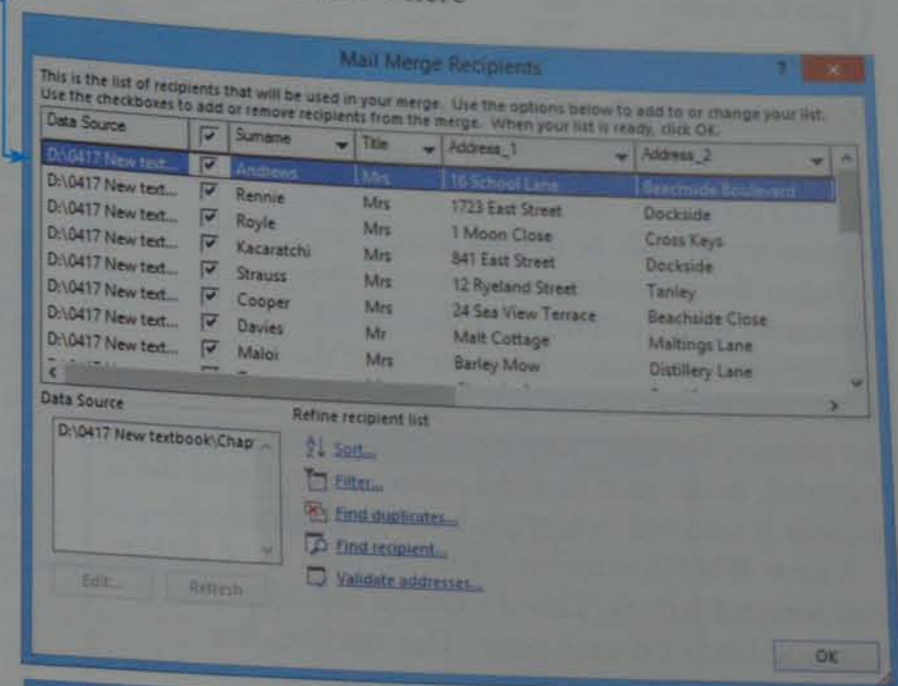 Mail Merge Recipients ?
This is the list of recipients that will be used in your merge. Use the options below to add to or change your list.
Use the checkboxes to add or remove recipients from the merge. When your list is ready, click OK.
Data Source Surname Title Address_1 Address_2
D:\0417 New text... Andrews Mrs 16 School Lane Beachside Boulevard
D:\0417 New text... Rennie Mrs 1723 East Street Dockside
D:\0417 New text... Royle Mrs 1 Moon Close Cross Keys
D:\0417 New text... Kacaratchi Mrs 841 East Street Dockside
D:\0417 New text... Strauss Mrs 12 Ryeland Street Tanley
D:\0417 New text... Cooper Mrs 24 Sea View Terrace Beachside Close
D:\0417 New text... Davies Mr Malt Cottage Maltings Lane
D:\0417 New text... Maloi Mrs Barley Mow Distillery Lane
Data Source
D:\0417 New textbook\Chap
Edit... Refresh
Refine recipient list
Sort...
Filter...
Find duplicates...
Find recipient...
Validate addresses...
OK